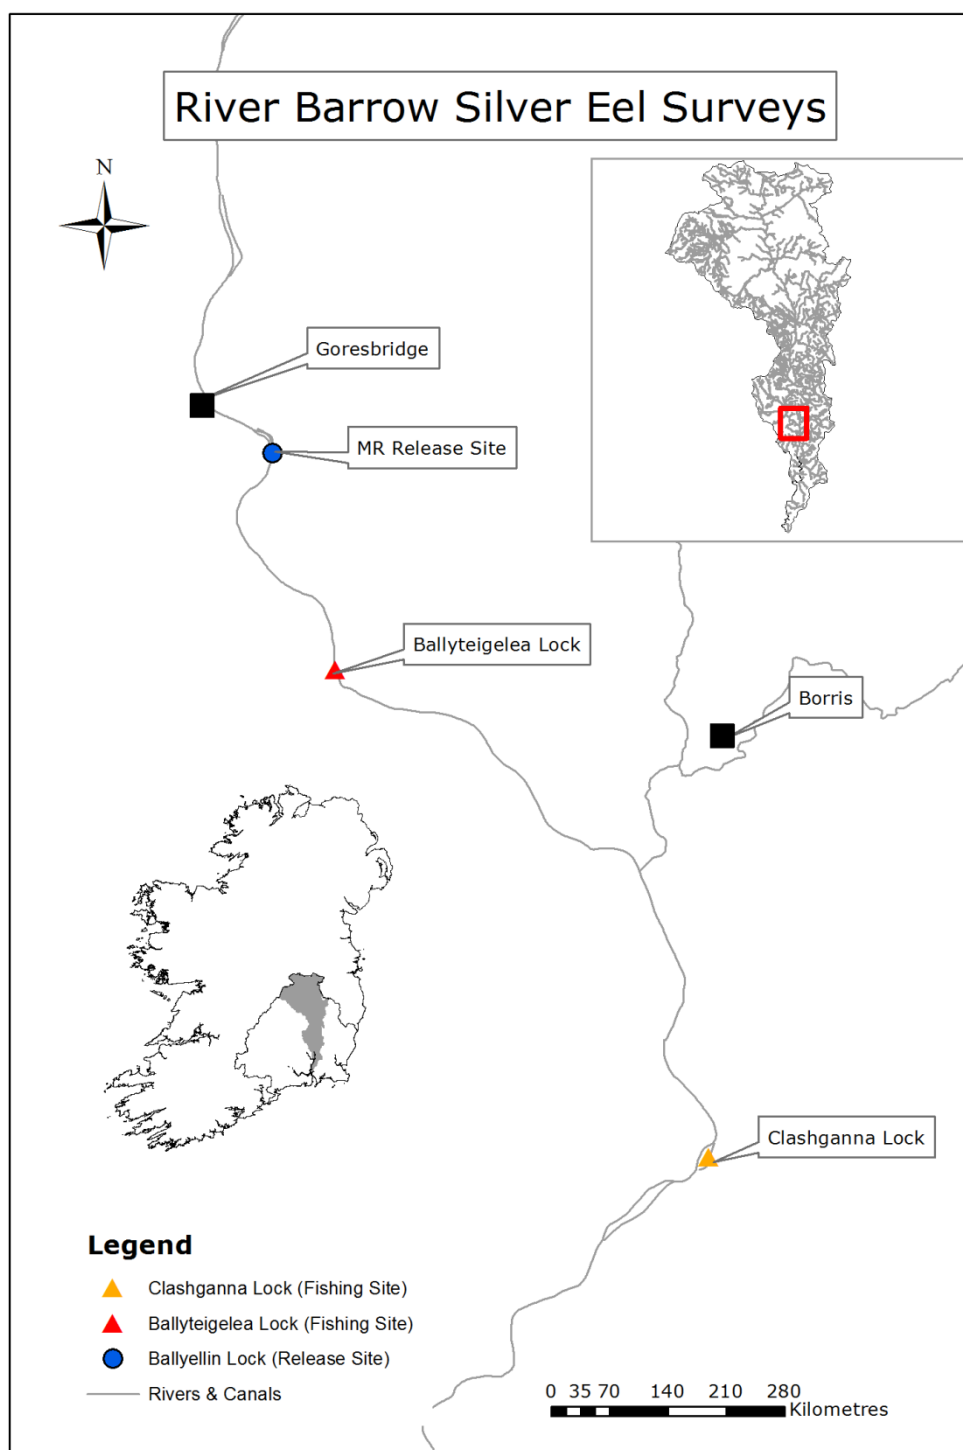 River Barrow Silver Eel Surveys
N
Goresbridge
MR Release Site
Ballyteigelea Lock
Borris
Clashganna Lock
Legend
Clashganna Lock (Fishing Site)
Ballyteigelea Lock (Fishing Site)
Ballyellin Lock (Release Site)
Rivers & Canals
0 35 70 140 210 280
Kilometres